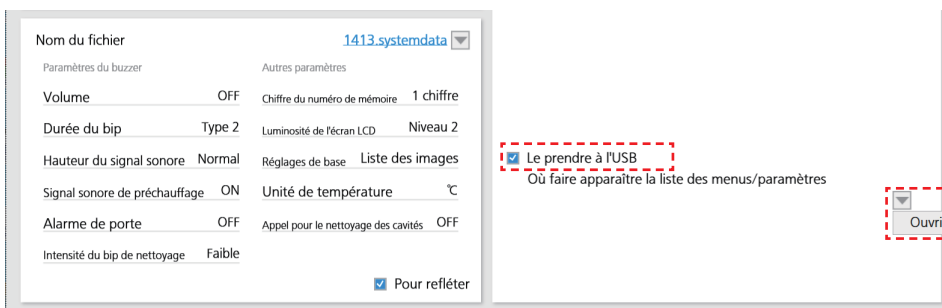 Nom du fichier 1413.systemdata
Paramètres du buzzer Autres paramètres
Volume OFF Chiffre du numéro de mémoire 1 chiffre
Durée du bip Type 2 Luminosité de l'écran LCD Niveau 2
Hauteur du signal sonore Normal Réglages de base Liste des images
Signal sonore de préchauffage ON Unité de température ℃
Alarme de porte OFF Appel pour le nettoyage des cavités OFF
Intensité du bip de nettoyage Faible
Pour refléter
Le prendre à l'USB
Où faire apparaître la liste des menus/paramètres
Ouvri